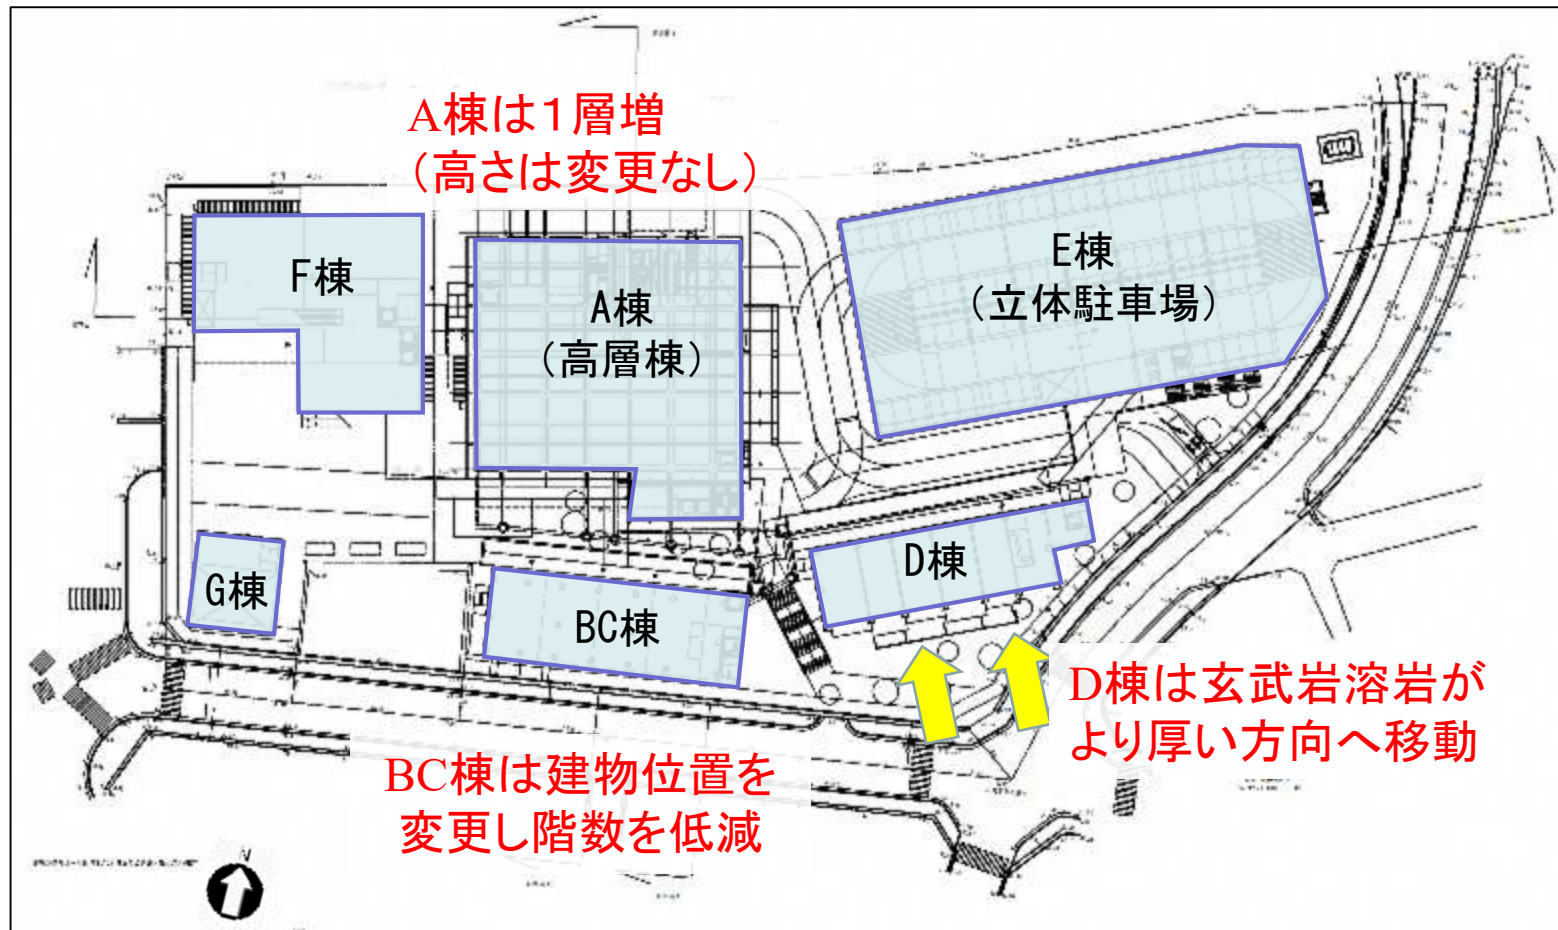 A棟は１層増
（高さは変更なし）
F棟
A棟
（高層棟）
E棟
（立体駐車場）
G棟
BC棟
D棟
D棟は玄武岩溶岩が
より厚い方向へ移動
BC棟は建物位置を
変更し階数を低減
N